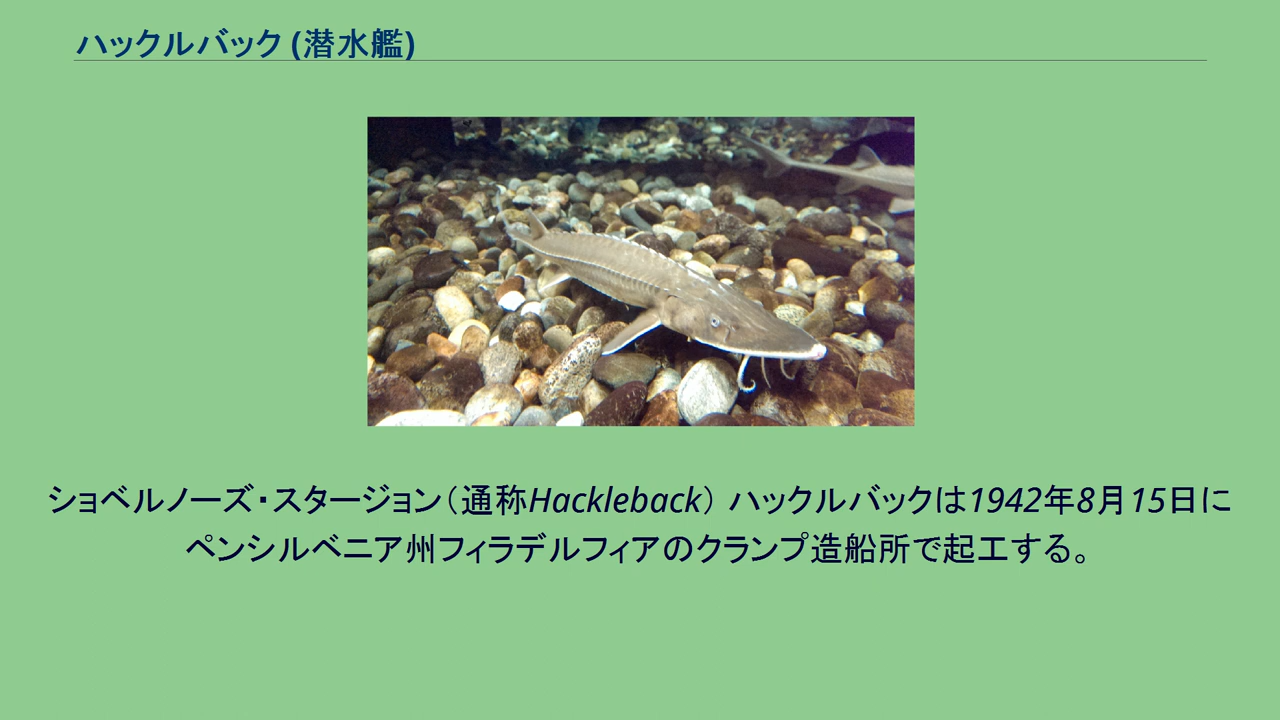 ハックルバック (潜水艦)
ショベルノーズ・スタージョン（通称Hackleback） ハックルバックは1942年8月15日に
ペンシルベニア州フィラデルフィアのクランプ造船所で起工する。